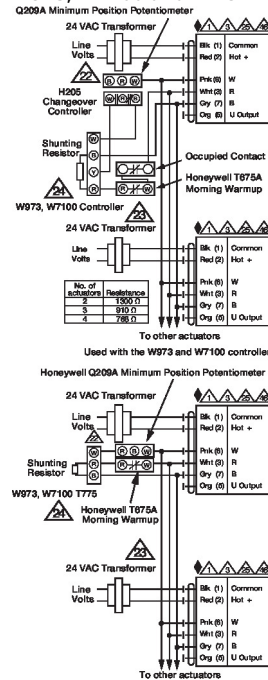 Q209A Minimum Position Potentiometer
24 VAC Transformer
Line
Volts
Blk (1) Common
Red (2) Hot +
22
Pnk (6) W
Wht (3) R
Gry (7) B
Org (5) U Output
H205
Changeover
Controller
Shunting
Resistor
Occupied Contact
Honeywell T675A
Morning Warmup
24
W973, W7100 Controller
23
24 VAC Transformer
Line
Volts
Blk (1) Common
Red (2) Hot +
No. of
actuators Resistance
2 1300 Ω
3 910 Ω
4 768 Ω
Pnk (6) W
Wht (3) R
Gry (7) B
Org (5) U Output
To other actuators
Used with the W973 and W7100 controller
Honeywell Q209A Minimum Position Potentiometer
24 VAC Transformer
Line
Volts
Blk (1) Common
Red (2) Hot +
22
Shunting
Resistor
Pnk (6) W
Wht (3) R
Gry (7) B
Org (5) U Output
W973, W7100 T775
24
Honeywell T675A
Morning Warmup
23
24 VAC Transformer
Line
Volts
Blk (1) Common
Red (2) Hot +
Pnk (6) W
Wht (3) R
Gry (7) B
Org (5) U Output
To other actuators